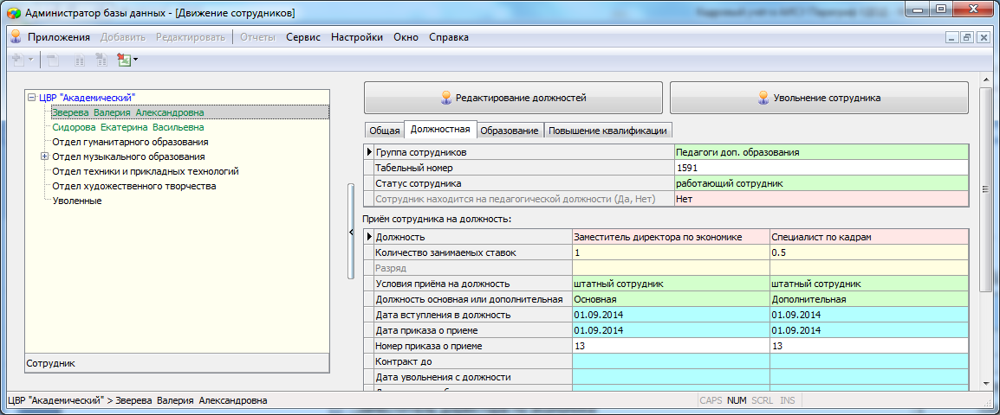 Администратор базы данных - [Движение сотрудников]
Приложения Добавить Редактировать Отчеты Сервис Настройки Окно Справка
ЦВР "Академический"
Зверева Валерия Александровна
Сидорова Екатерина Васильевна
Отдел гуманитарного образования
Отдел музыкального образования
Отдел техники и прикладных технологий
Отдел художественного творчества
Уволенные
Сотрудник
Редактирование должностей Увольнение сотрудника
Общая Должностная Образование Повышение квалификации
Группа сотрудников Педагоги доп. образования
Табельный номер 1591
Статус сотрудника работающий сотрудник
Сотрудник находится на педагогической должности (Да, Нет) Нет
Приём сотрудника на должность:
Должность Заместитель директора по экономике Специалист по кадрам
Количество занимаемых ставок 1 0.5
Разряд
Условия приёма на должность штатный сотрудник штатный сотрудник
Должность основная или дополнительная Основная Дополнительная
Дата вступления в должность 01.09.2014 01.09.2014
Дата приказа о приеме 01.09.2014 01.09.2014
Номер приказа о приеме 13 13
Контракт до
Дата увольнения с должности
ЦВР "Академический" > Зверева Валерия Александровна CAPS NUM SCRL INS